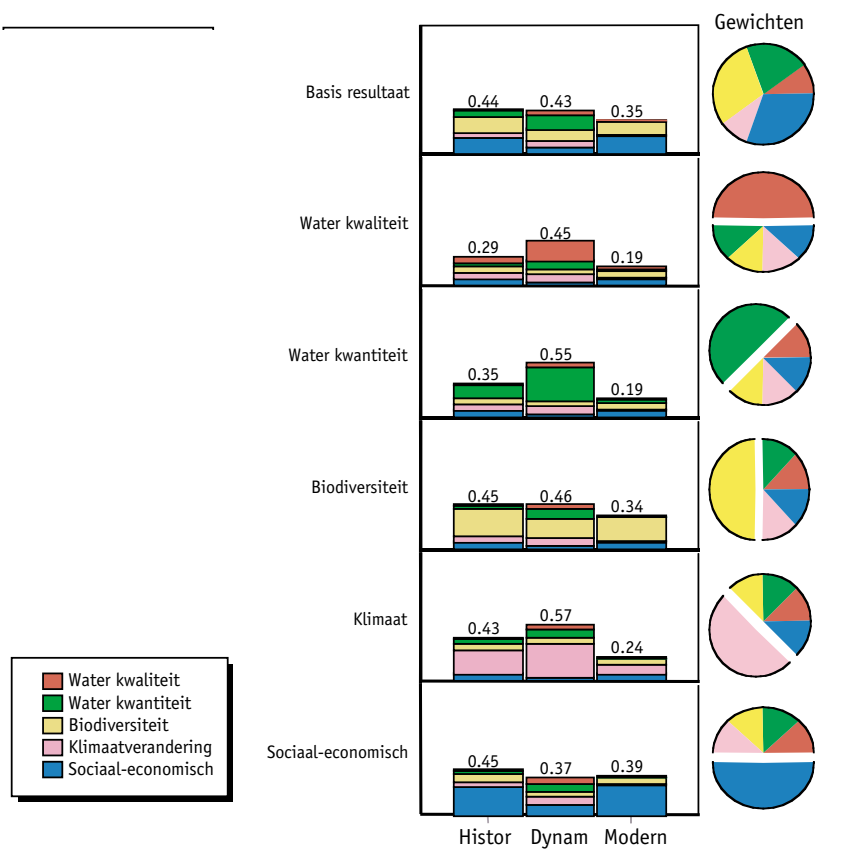 Gewichten
Basis resultaat
0.44 0.43 0.35
Water kwaliteit
0.29 0.45 0.19
Water kwantiteit
0.35 0.55 0.19
Biodiversiteit
0.45 0.46 0.34
Klimaat
0.43 0.57 0.24
Sociaal-economisch
0.45 0.37 0.39
Histor Dynam Modern
Water kwaliteit
Water kwantiteit
Biodiversiteit
Klimaatverandering
Sociaal-economisch